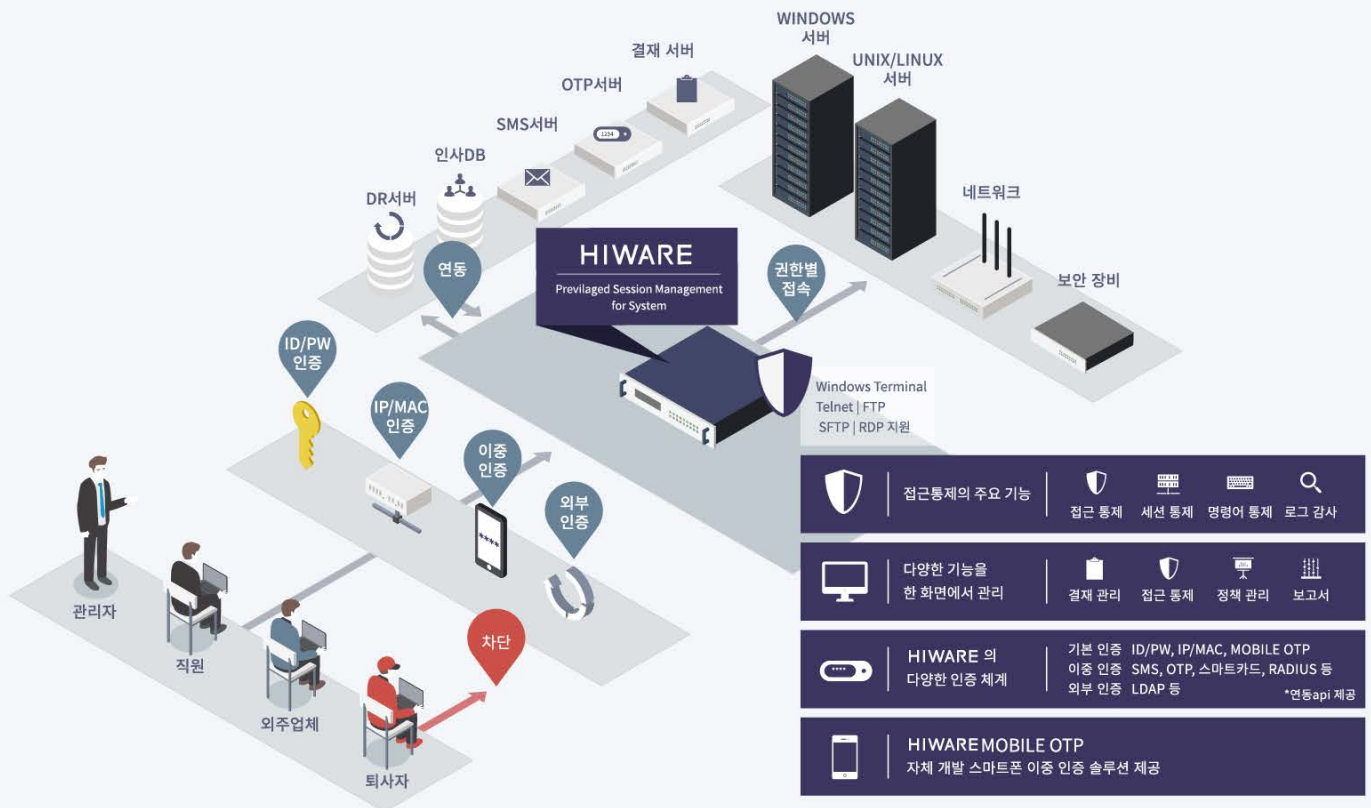 WINDOWS
서버
UNIX/LINUX
서버
결재 서버
OTP서버
1234
SMS서버
인사DB
DR서버
네트워크
보안 장비
연동
HIWARE
Previlaged Session Management
for System
권한별
접속
Windows Terminal
Telnet | FTP
SFTP | RDP 지원
ID/PW
인증
IP/MAC
인증
이중
인증
****
외부
인증
관리자
직원
외주업체
퇴사자
차단
접근통제의 주요 기능
접근 통제
세션 통제
명령어 통제
로그 감사
다양한 기능을
한 화면에서 관리
결재 관리
접근 통제
정책 관리
보고서
HIWARE 의
다양한 인증 체계
기본 인증 ID/PW, IP/MAC, MOBILE OTP
이중 인증 SMS, OTP, 스마트카드, RADIUS 등
외부 인증 LDAP 등
*연동api 제공
HIWARE MOBILE OTP
자체 개발 스마트폰 이중 인증 솔루션 제공